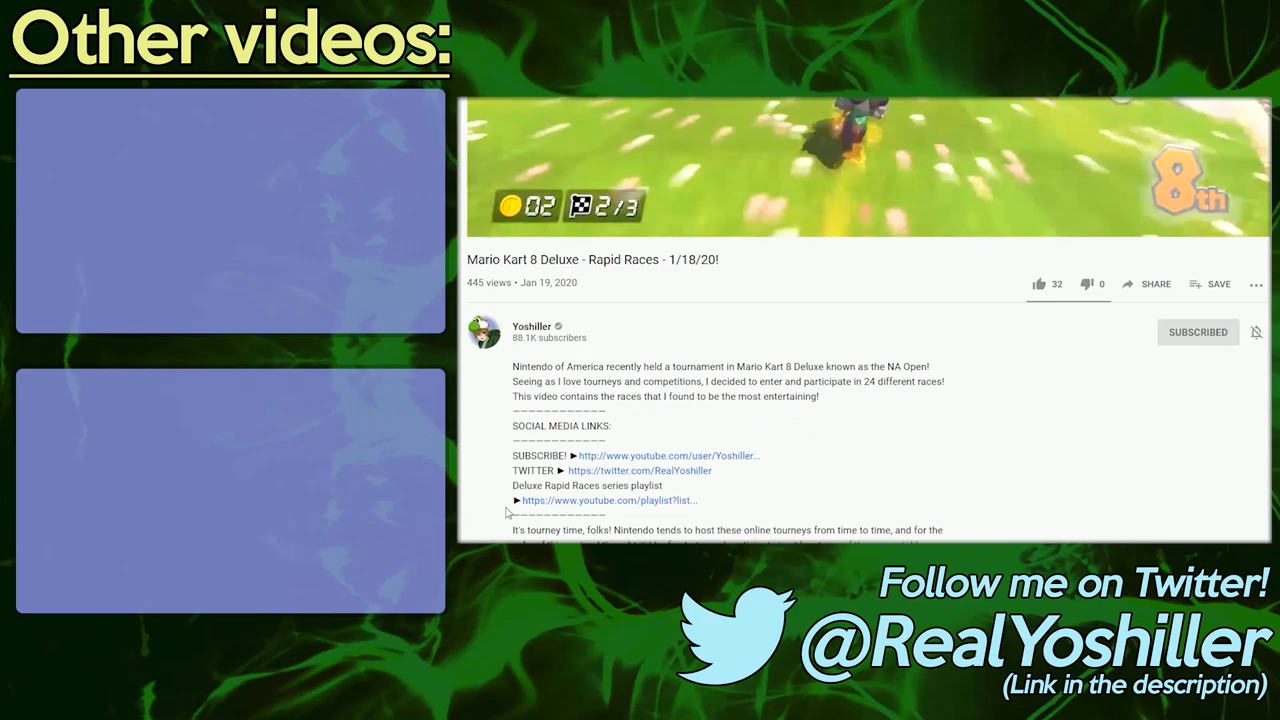 Other videos:
02 2/3
8th
Mario Kart 8 Deluxe - Rapid Races - 1/18/20!
445 views • Jan 19, 2020
32 0 SHARE SAVE ...
Yoshiller
88.1K subscribers
SUBSCRIBED
Nintendo of America recently held a tournament in Mario Kart 8 Deluxe known as the NA Open!
Seeing as I love tourneys and competitions, I decided to enter and participate in 24 different races!
This video contains the races that I found to be the most entertaining!
————————————
SOCIAL MEDIA LINKS:
————————————
SUBSCRIBE! ►http://www.youtube.com/user/Yoshiller...
TWITTER ► https://twitter.com/RealYoshiller
Deluxe Rapid Races series playlist
►https://www.youtube.com/playlist?list...
————————————
It's tourney time, folks! Nintendo tends to host these online tourneys from time to time, and for the
Follow me on Twitter!
@RealYoshiller
(Link in the description)